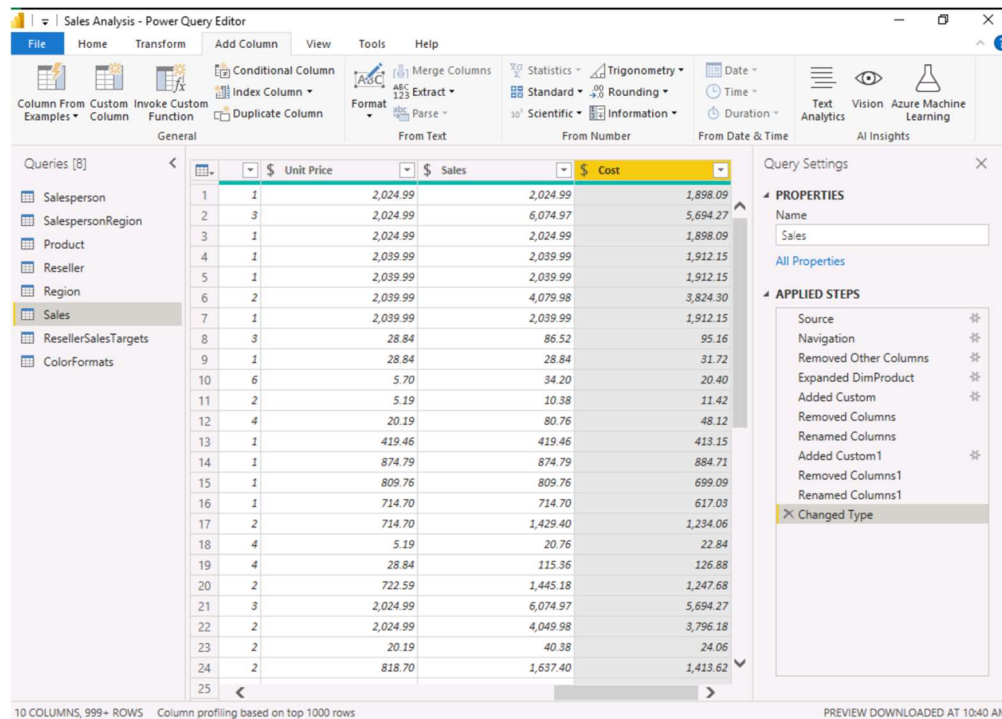 Sales Analysis - Power Query Editor
File Home Transform Add Column View Tools Help
Column From Examples Custom Column Invoke Custom Function
Conditional Column
Index Column
Duplicate Column
General
Format
ABC
Merge Columns
ABC 123 Extract
abc Parse
From Text
Statistics Trigonometry
Standard .00 Rounding
10² Scientific Information
From Number
Date
Time
Duration
From Date & Time
Text Analytics Vision Azure Machine Learning
AI Insights
Queries [8]
Salesperson
SalespersonRegion
Product
Reseller
Region
Sales
ResellerSalesTargets
ColorFormats
$ Unit Price $ Sales $ Cost
1 1 2,024.99 2,024.99 1,898.09
2 3 2,024.99 6,074.97 5,694.27
3 1 2,024.99 2,024.99 1,898.09
4 1 2,039.99 2,039.99 1,912.15
5 1 2,039.99 2,039.99 1,912.15
6 2 2,039.99 4,079.98 3,824.30
7 1 2,039.99 2,039.99 1,912.15
8 3 28.84 86.52 95.16
9 1 28.84 28.84 31.72
10 6 5.70 34.20 20.40
11 2 5.19 10.38 11.42
12 4 20.19 80.76 48.12
13 1 419.46 419.46 413.15
14 1 874.79 874.79 884.71
15 1 809.76 809.76 699.09
16 1 714.70 714.70 617.03
17 2 714.70 1,429.40 1,234.06
18 4 5.19 20.76 22.84
19 4 28.84 115.36 126.88
20 2 722.59 1,445.18 1,247.68
21 3 2,024.99 6,074.97 5,694.27
22 2 2,024.99 4,049.98 3,796.18
23 2 20.19 40.38 24.06
24 2 818.70 1,637.40 1,413.62
25
Query Settings
PROPERTIES
Name
Sales
All Properties
APPLIED STEPS
Source
Navigation
Removed Other Columns
Expanded DimProduct
Added Custom
Removed Columns
Renamed Columns
Added Custom1
Removed Columns1
Renamed Columns1
Changed Type
10 COLUMNS, 999+ ROWS Column profiling based on top 1000 rows
PREVIEW DOWNLOADED AT 10:40 AM